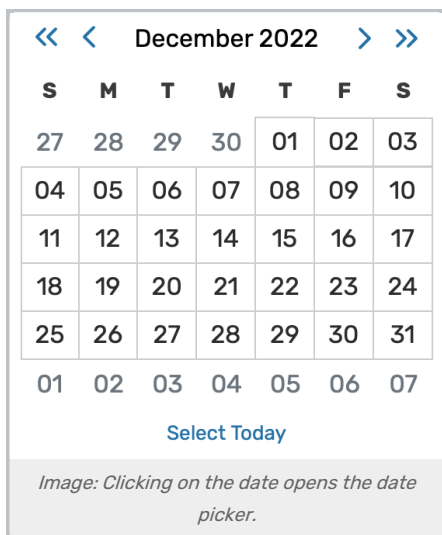 December 2022
S M T W T F S
27 28 29 30 01 02 03
04 05 06 07 08 09 10
11 12 13 14 15 16 17
18 19 20 21 22 23 24
25 26 27 28 29 30 31
01 02 03 04 05 06 07
Select Today
Image: Clicking on the date opens the date
picker.